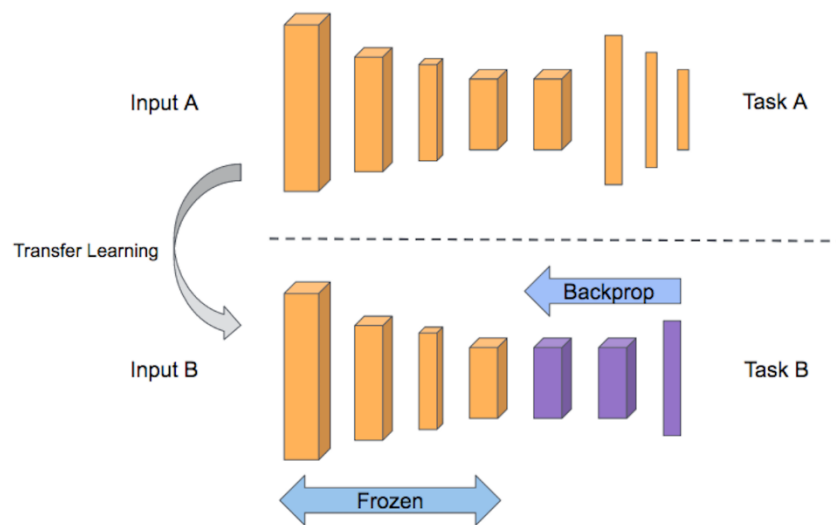 Input A
Task A
Transfer Learning
Backprop
Input B
Task B
Frozen